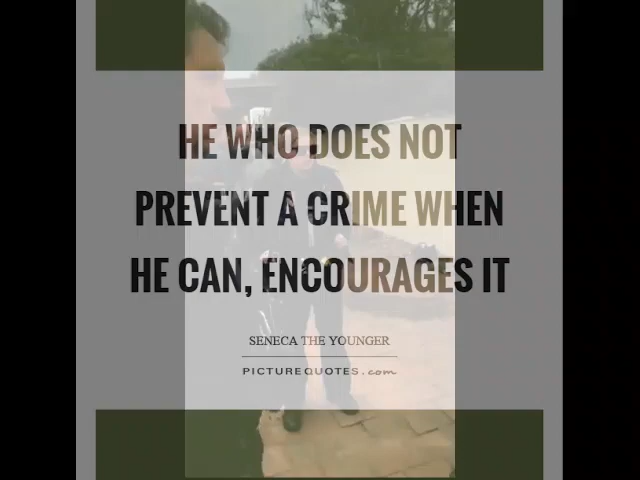 HE WHO DOES NOT
PREVENT A CRIME WHEN
HE CAN, ENCOURAGES IT
SENECA THE YOUNGER
PICTUREQUOTES.com